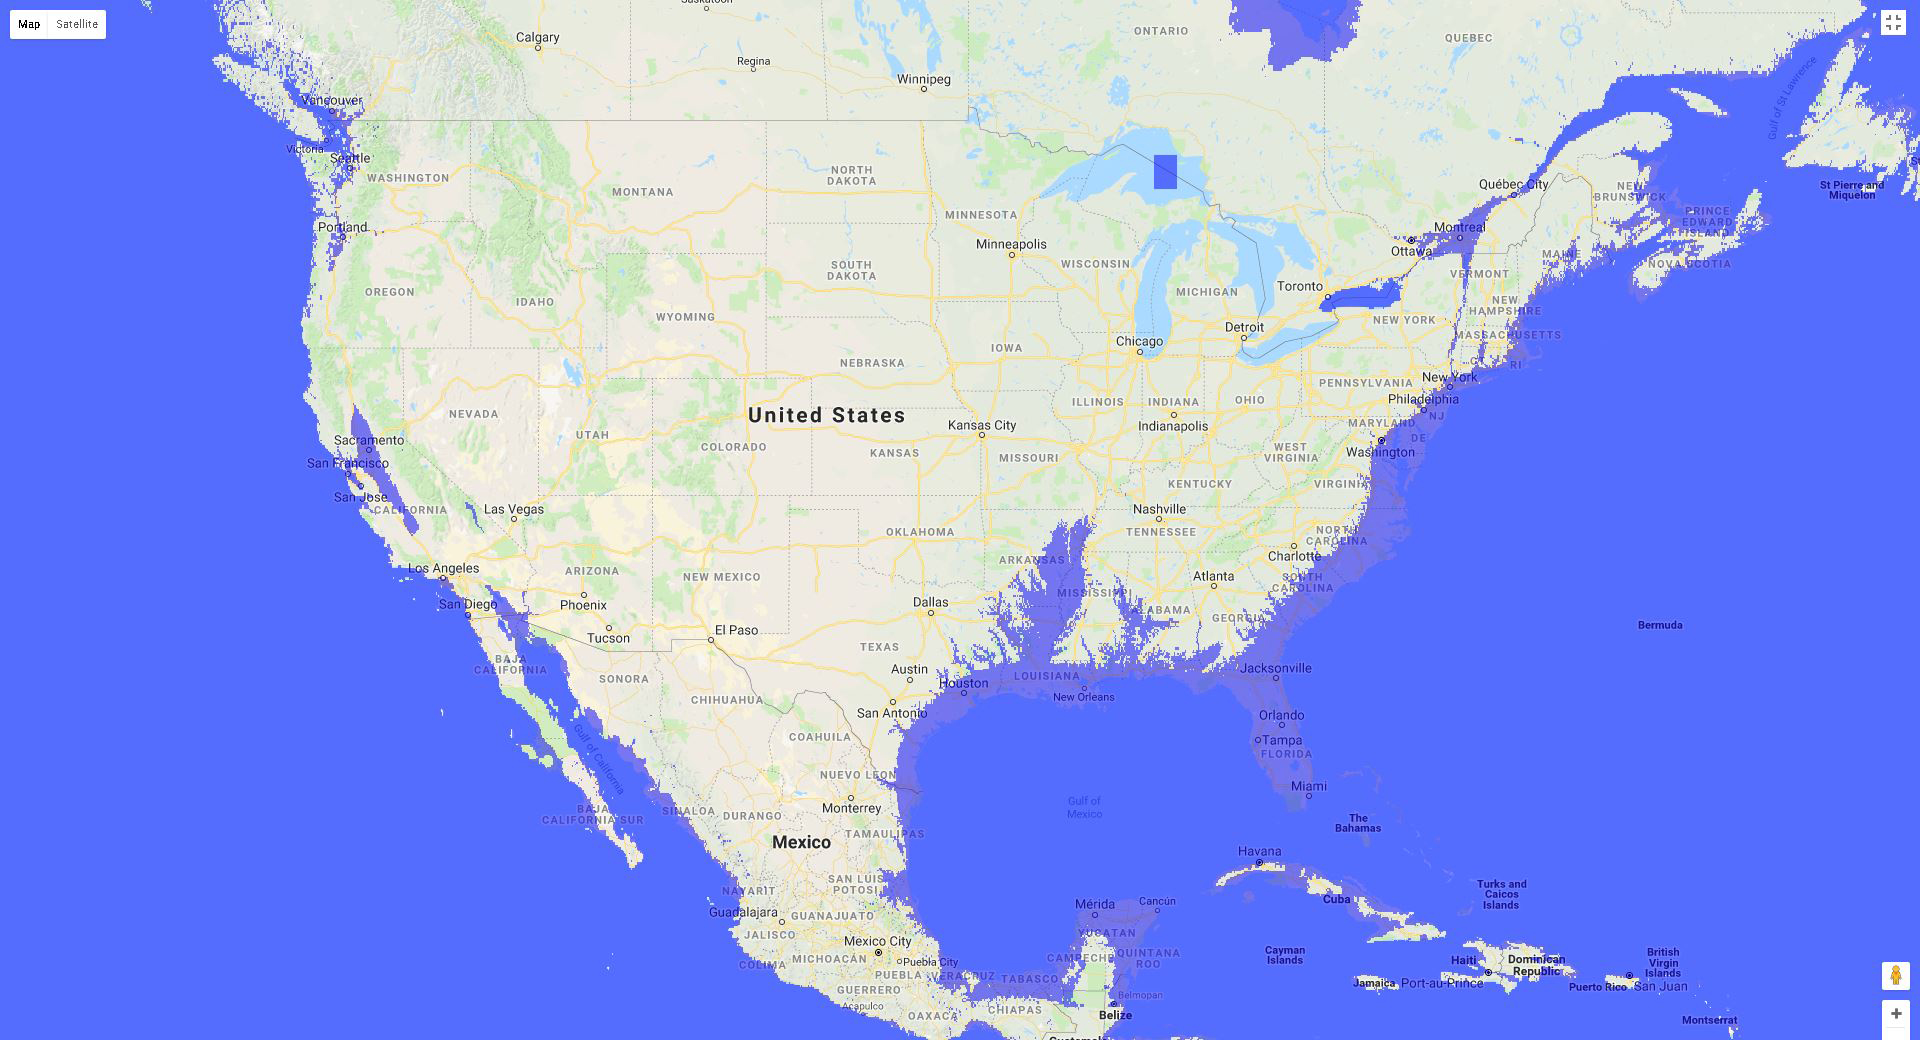 Map Satellite
Calgary
Regina
Winnipeg
ONTARIO
QUEBEC
Vancouver
Victoria
Seattle
WASHINGTON
MONTANA
NORTH
DAKOTA
MINNESOTA
Québec City
NEW
BRUNSWICK
PRINCE
EDWARD
ISLAND
NOVA SCOTIA
St Pierre and
Miquelon
Gulf of St Lawrence
Portland
OREGON
IDAHO
WYOMING
SOUTH
DAKOTA
Minneapolis
WISCONSIN
MICHIGAN
Toronto
Ottawa
Montreal
MAINE
VERMONT
NEW
HAMPSHIRE
MASSACHUSETTS
RI
NEW YORK
Detroit
Chicago
IOWA
NEBRASKA
NEVADA
UTAH
United States
COLORADO
KANSAS
Kansas City
MISSOURI
ILLINOIS
INDIANA
Indianapolis
OHIO
PENNSYLVANIA
New York
Philadelphia
NJ
MARYLAND
DE
Washington
WEST
VIRGINIA
VIRGINIA
KENTUCKY
Sacramento
San Francisco
San Jose
CALIFORNIA
Las Vegas
Los Angeles
San Diego
ARIZONA
Phoenix
Tucson
NEW MEXICO
El Paso
OKLAHOMA
ARKANSAS
Nashville
TENNESSEE
NORTH
CAROLINA
Charlotte
SOUTH
CAROLINA
Atlanta
GEORGIA
ALABAMA
MISSISSIPPI
Dallas
TEXAS
Austin
Houston
San Antonio
LOUISIANA
New Orleans
Jacksonville
Orlando
Tampa
FLORIDA
Miami
Bermuda
BAJA
CALIFORNIA
SONORA
CHIHUAHUA
COAHUILA
NUEVO LEON
Monterrey
Gulf of California
BAJA
CALIFORNIA SUR
SINALOA
DURANGO
Mexico
TAMAULIPAS
Gulf of
Mexico
The
Bahamas
Havana
Cuba
Turks and
Caicos
Islands
NAYARIT
SAN LUIS
POTOSI
Guadalajara
GUANAJUATO
JALISCO
Mexico City
COLIMA
MICHOACÁN
Puebla City
PUEBLA
VERACRUZ
GUERRERO
Acapulco
OAXACA
TABASCO
CHIAPAS
Mérida
Cancún
YUCATAN
CAMPECHE
QUINTANA
ROO
Belmopan
Belize
Cayman
Islands
Jamaica
Haiti
Port-au-Prince
Dominican
Republic
Puerto Rico
San Juan
British
Virgin
Islands
Montserrat